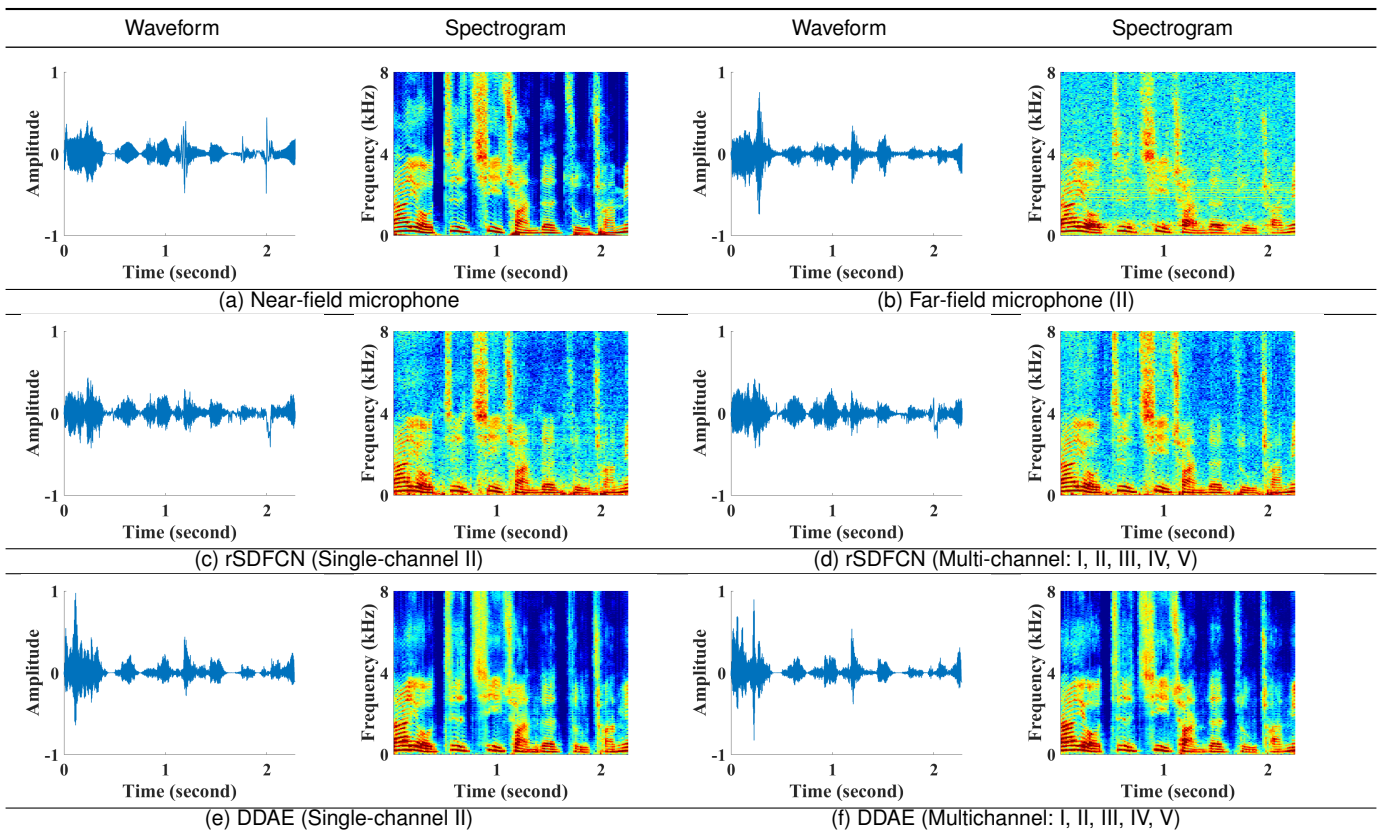 Waveform Spectrogram Waveform Spectrogram
1
0
-1
Amplitude
0 1 2
Time (second)
8
4
0
Frequency (kHz)
1 2
Time (second)
1
0
-1
Amplitude
0 1 2
Time (second)
8
4
0
Frequency (kHz)
1 2
Time (second)
(a) Near-field microphone
(b) Far-field microphone (II)
1
0
-1
Amplitude
0 1 2
Time (second)
8
4
0
Frequency (kHz)
1 2
Time (second)
1
0
-1
Amplitude
0 1 2
Time (second)
8
4
0
Frequency (kHz)
1 2
Time (second)
(c) rSDFCN (Single-channel II)
(d) rSDFCN (Multi-channel: I, II, III, IV, V)
1
0
-1
Amplitude
0 1 2
Time (second)
8
4
0
Frequency (kHz)
1 2
Time (second)
1
0
-1
Amplitude
0 1 2
Time (second)
8
4
0
Frequency (kHz)
1 2
Time (second)
(e) DDAE (Single-channel II)
(f) DDAE (Multichannel: I, II, III, IV, V)